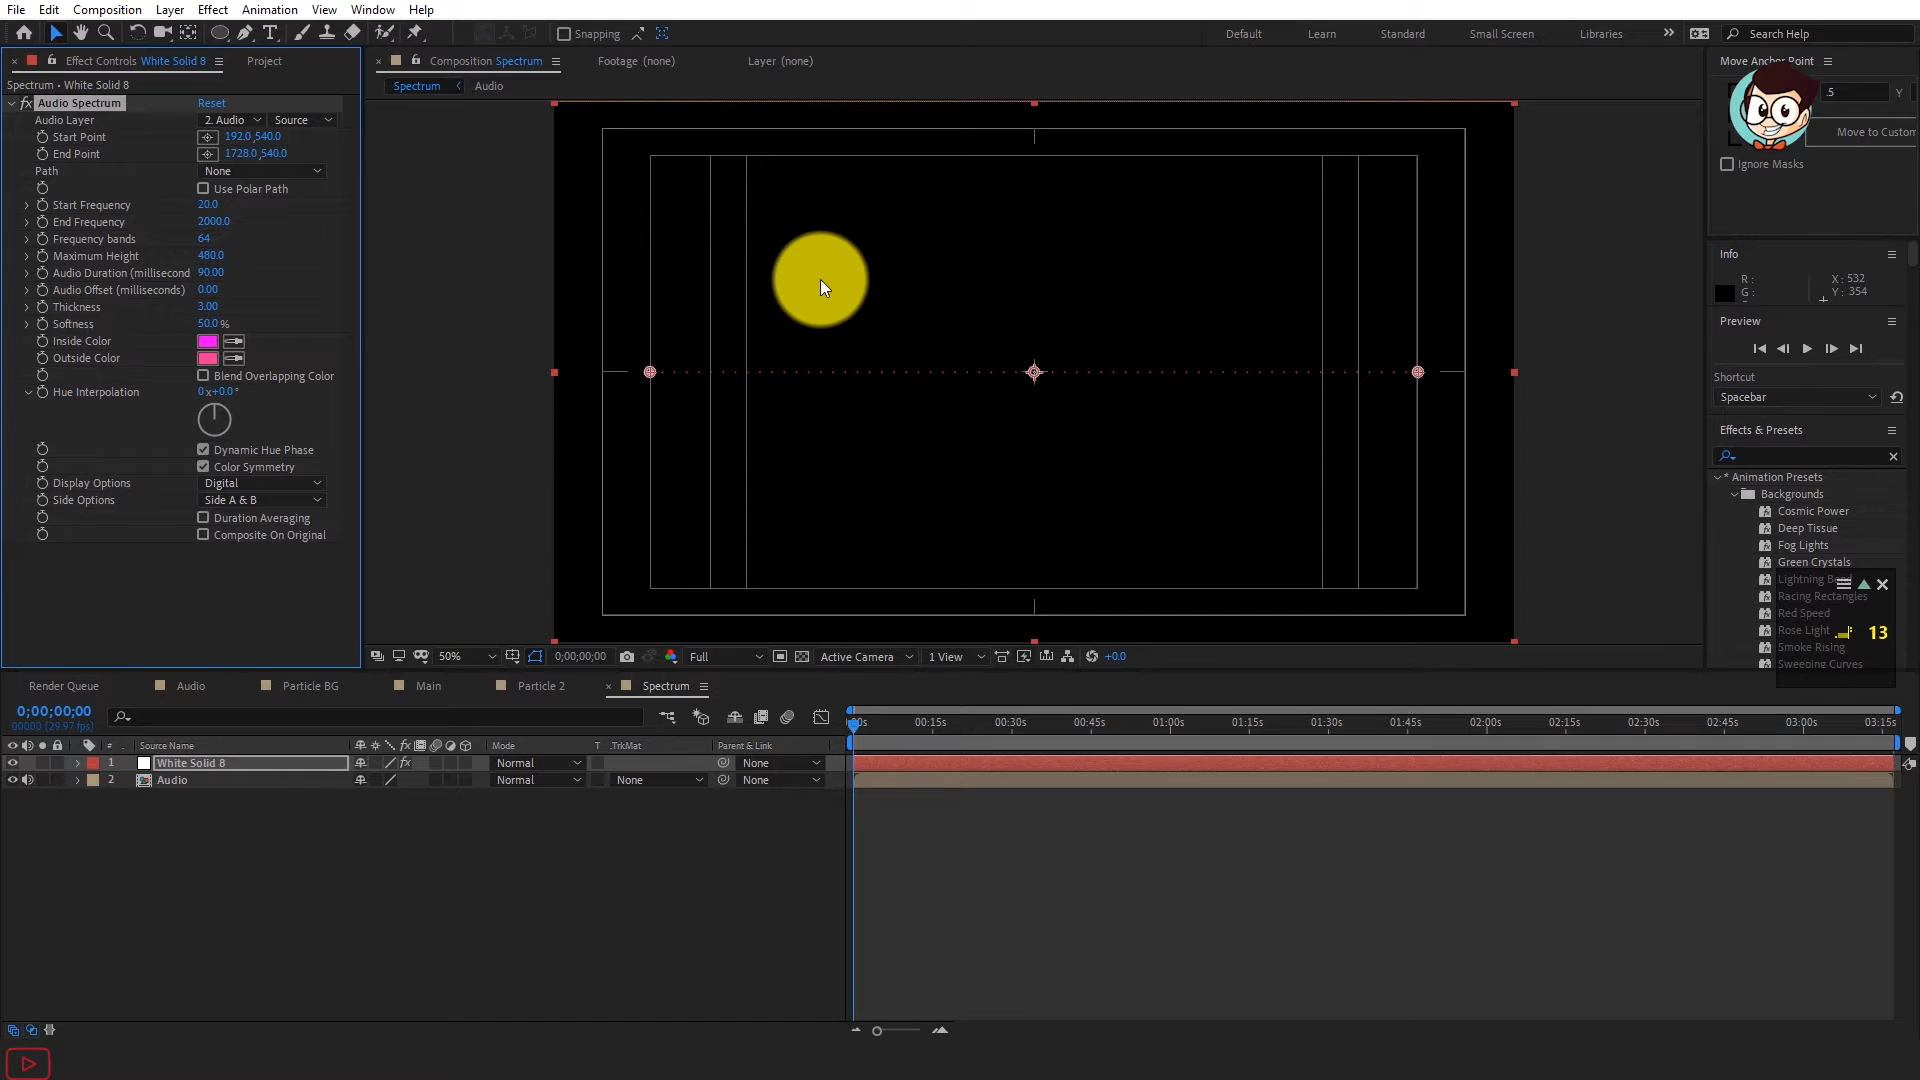 File Edit Composition Layer Effect Animation View Window Help
Snapping
Default Learn Standard Small Screen Libraries Search Help
Effect Controls White Solid 8 Project
Composition Spectrum Footage (none) Layer (none)
Move Anchor Point
Spectrum • White Solid 8
Spectrum Audio
.5 Y
fx Audio Spectrum Reset
Audio Layer 2. Audio Source
Start Point 192.0,540.0
End Point 1728.0,540.0
Path None
Use Polar Path
Start Frequency 20.0
End Frequency 2000.0
Frequency bands 64
Maximum Height 480.0
Audio Duration (millisecond 90.00
Audio Offset (milliseconds) 0.00
Thickness 3.00
Softness 50.0 %
Inside Color
Outside Color
Blend Overlapping Color
Hue Interpolation 0 x+0.0°
Dynamic Hue Phase
Color Symmetry
Display Options Digital
Side Options Side A & B
Duration Averaging
Composite On Original
Move to Custom
Ignore Masks
Info
R : X : 532
G : Y : 354
Preview
Shortcut
Spacebar
Effects & Presets
* Animation Presets
Backgrounds
Cosmic Power
Deep Tissue
Fog Lights
Green Crystals
Racing Rectangles
Red Speed
Rose Light 13
Smoke Rising
Sweeping Curves
50% 0;00;00;00 Full Active Camera 1 View +0.0
Render Queue Audio Particle BG Main Particle 2 Spectrum
0;00;00;00
00000 (29.97 fps)
00s 00:15s 00:30s 00:45s 01:00s 01:15s 01:30s 01:45s 02:00s 02:15s 02:30s 02:45s 03:00s 03:15s
# Source Name fx Mode T .TrkMat Parent & Link
1 White Solid 8 fx Normal None
2 Audio Normal None None